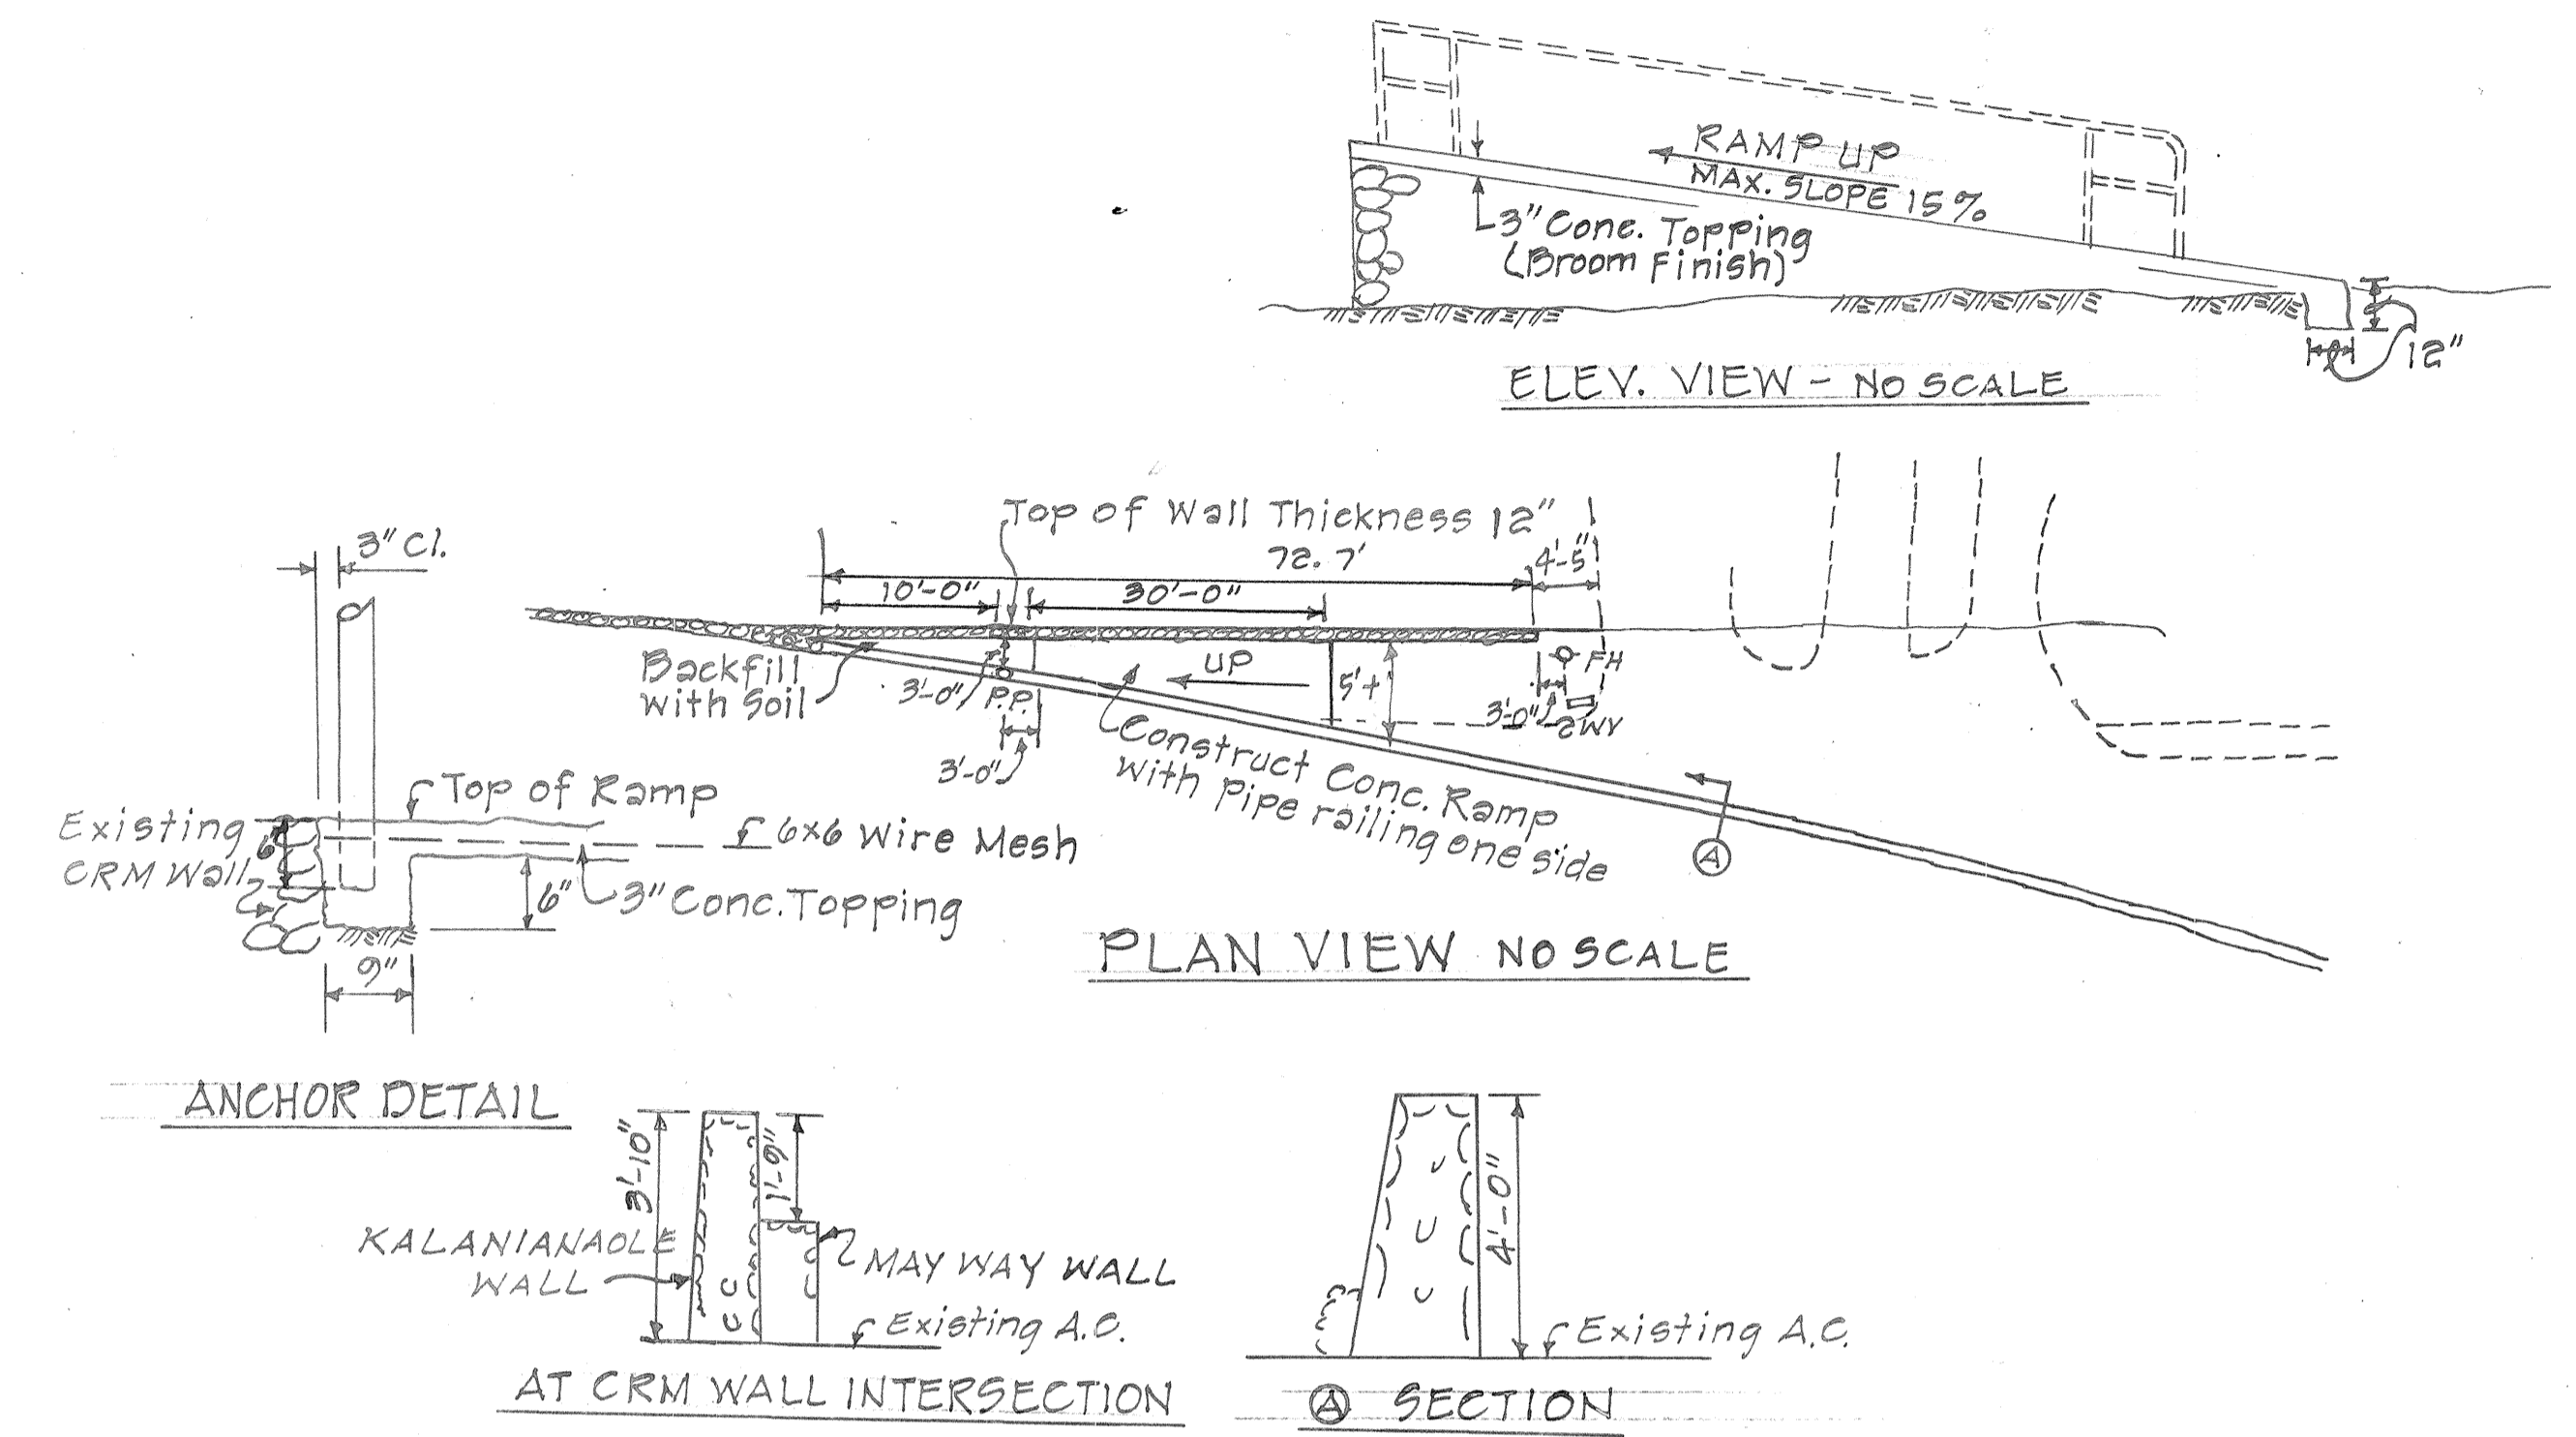 RAMP UP
MAX. SLOPE 15%
3" Conc. Topping
(Broom Finish)
12"
ELEV. VIEW - NO SCALE
Top of Wall Thickness 12"
72.7'
4'-5"
10'-0"
30'-0"
Backfill
with Soil
3'-0"
P.P.
3'-0"
UP
5'±
FH
3'-0"
2WY
Construct Conc. Ramp
with Pipe railing one side
A
PLAN VIEW NO SCALE
3" Cl.
Top of Ramp
Existing
CRM Wall
6"
6x6 Wire Mesh
6"
3" Conc. Topping
9"
ANCHOR DETAIL
3'-10"
1'-9"
KALANIANAOLE
WALL
MAY WAY WALL
Existing A.C.
AT CRM WALL INTERSECTION
4'-0"
Existing A.C.
A SECTION